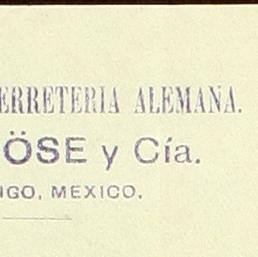 ERRETERIA ALEMANA.
ÖSE y Cía.
NGO, MEXICO.